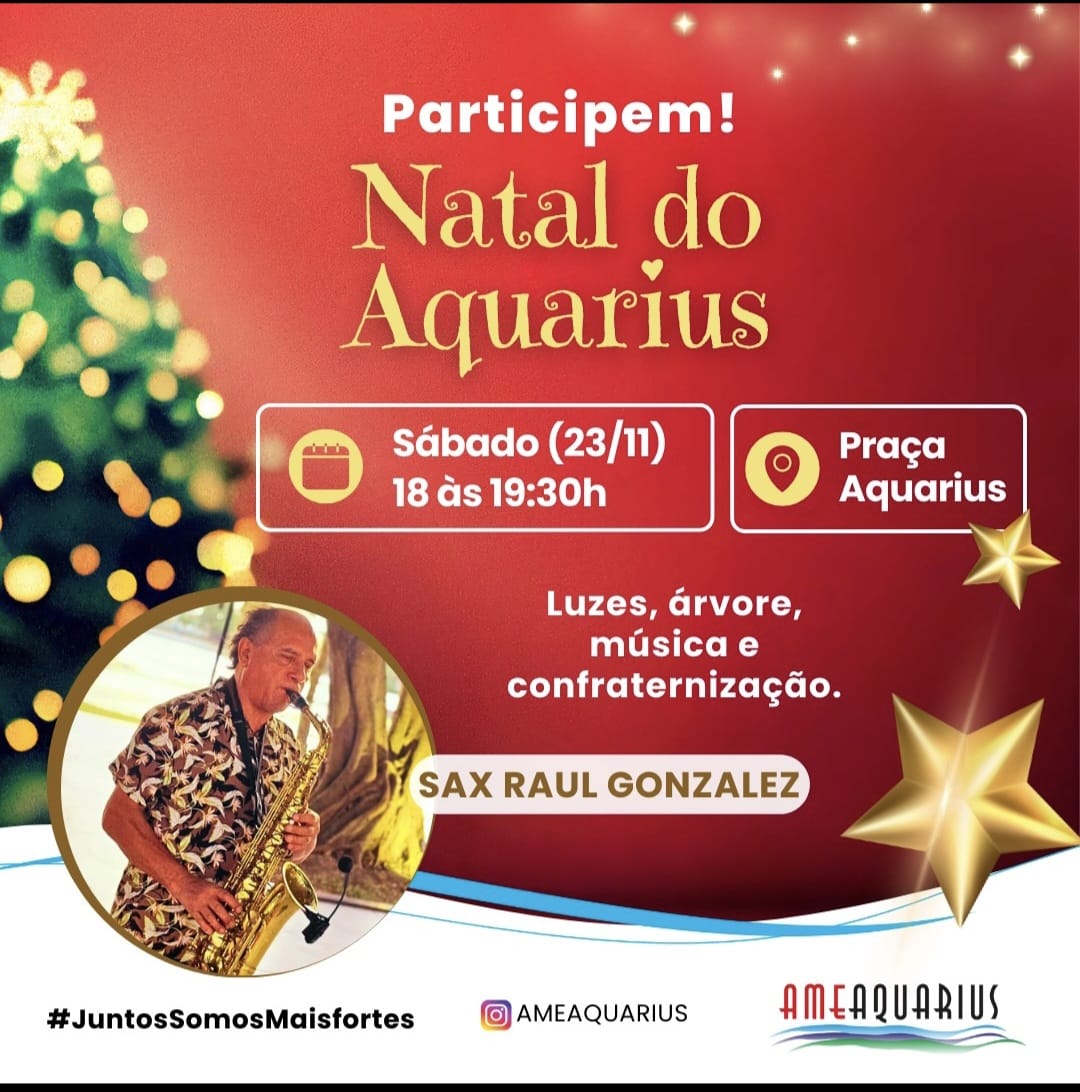 Participem!
Natal do
Aquarius
Sábado (23/11)
18 às 19:30h
Praça
Aquarius
Luzes, árvore,
música e
confraternização.
SAX RAUL GONZALEZ
#JuntosSomosMaisfortes
AMEAQUARIUS
AMEAQUARIUS